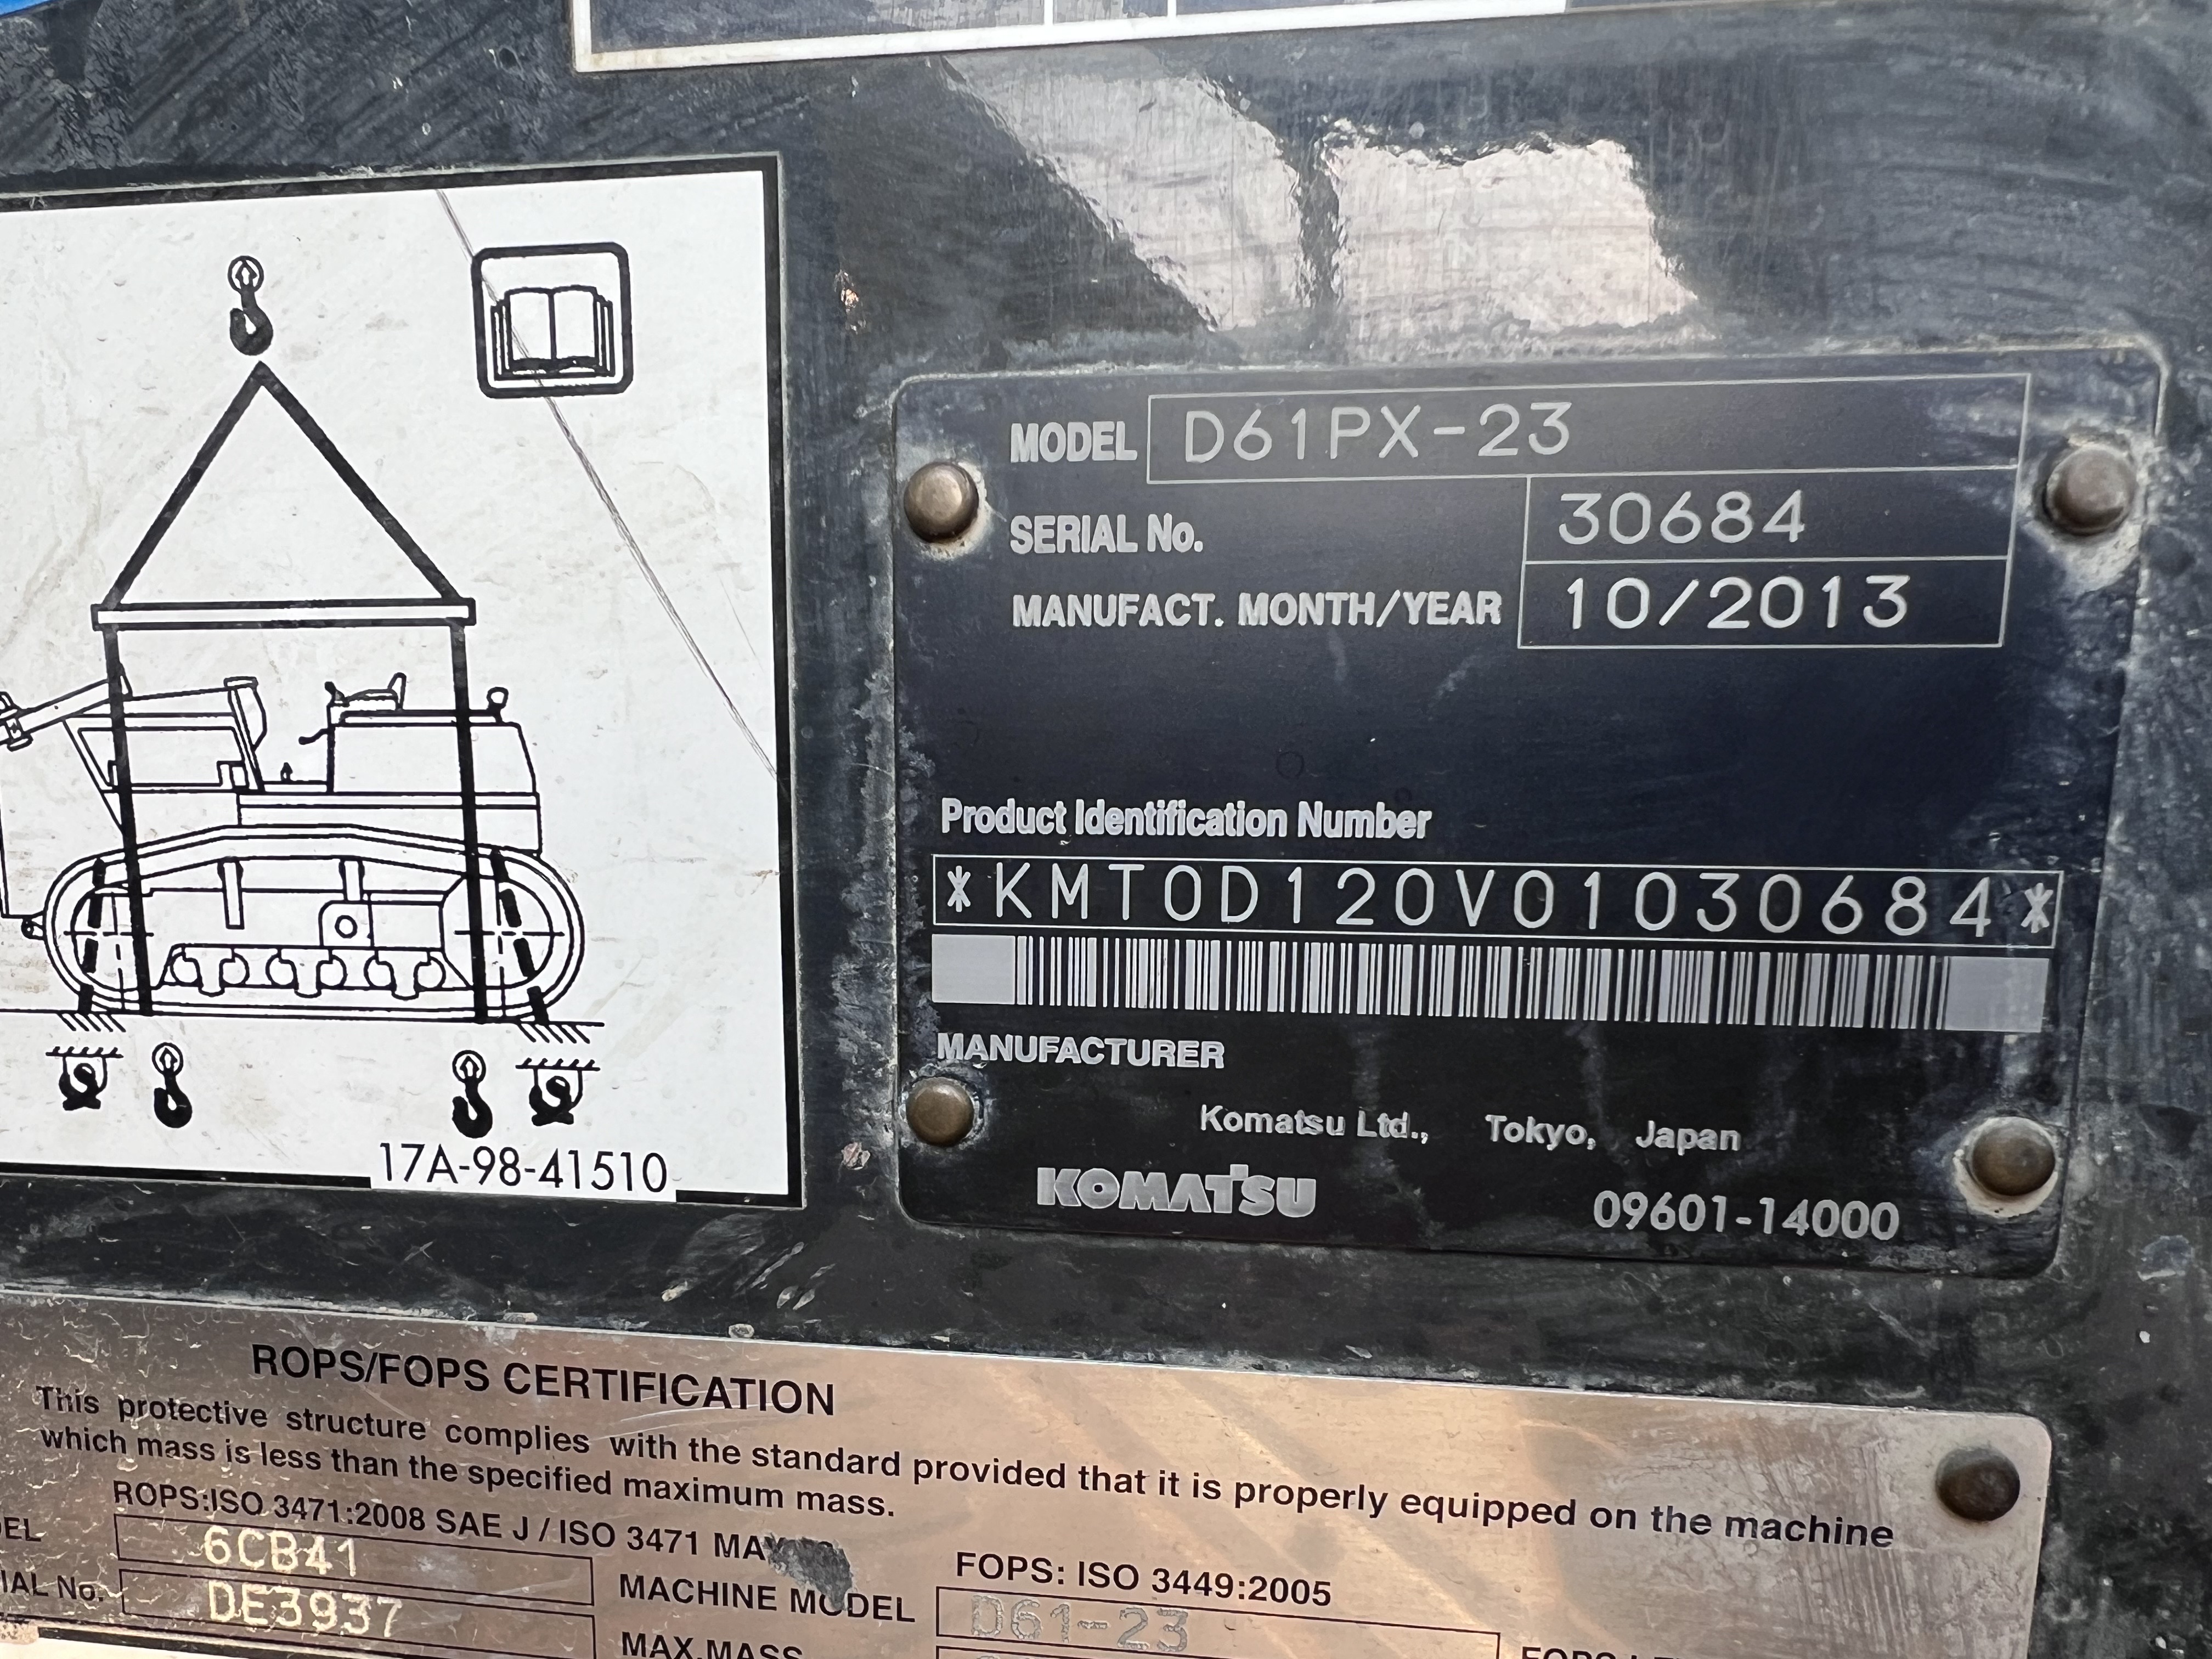 17A-98-41510
MODEL D61PX-23
SERIAL No. 30684
MANUFACT. MONTH/YEAR 10/2013
Product Identification Number
*KMT0D120V01030684*
MANUFACTURER
Komatsu Ltd., Tokyo, Japan
KOMATSU
09601-14000
ROPS/FOPS CERTIFICATION
This protective structure complies with the standard provided that it is properly equipped on the machine
which mass is less than the specified maximum mass.
ROPS:ISO 3471:2008 SAE J / ISO 3471
FOPS: ISO 3449:2005
6CB41
MACHINE MODEL D61-23
No. DE3937
MAX.MASS